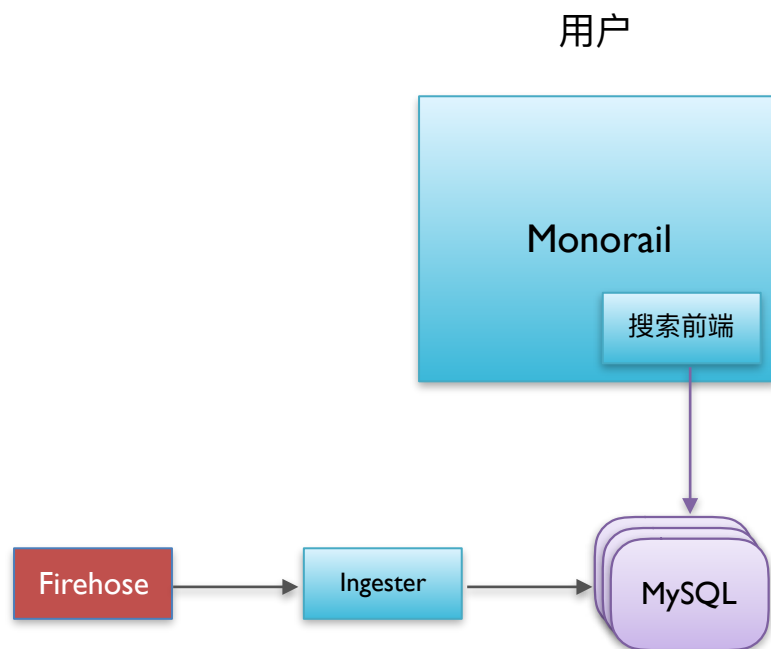 用户
Monorail
搜索前端
Firehose
Ingester
MySQL